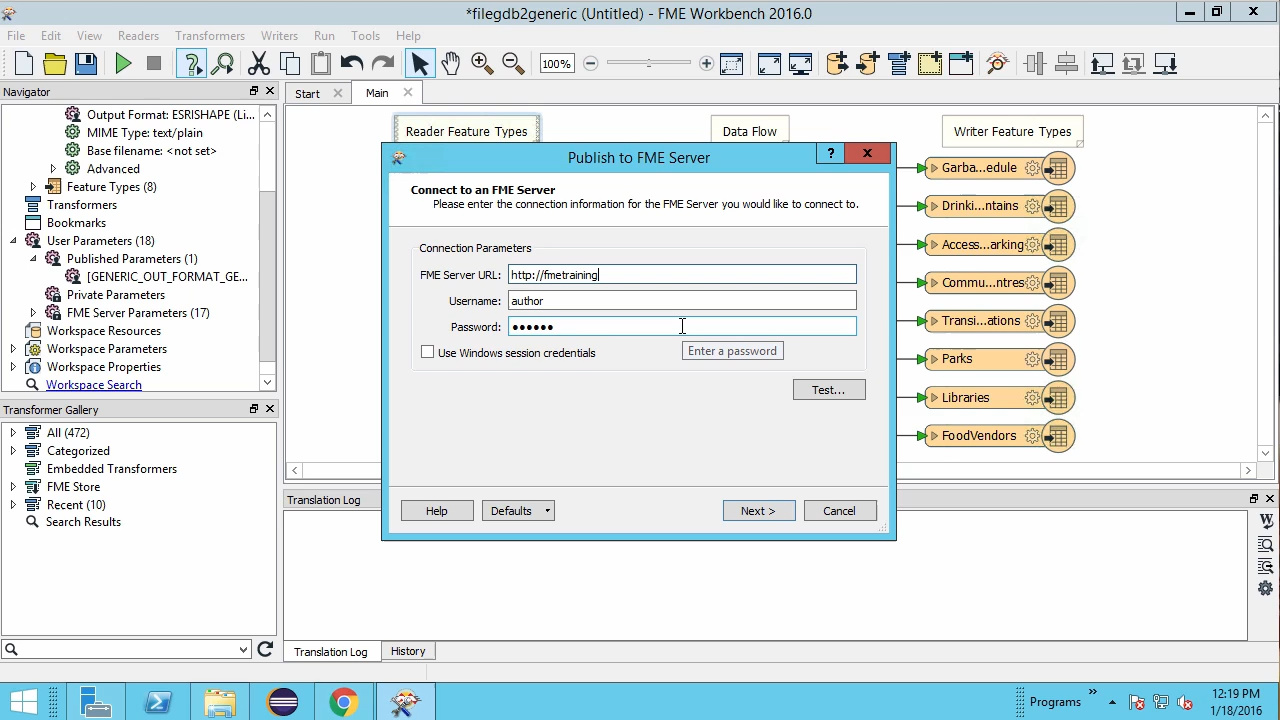 *filegdb2generic (Untitled) - FME Workbench 2016.0
File Edit View Readers Transformers Writers Run Tools Help
100%
Navigator
Start
Main
Output Format: ESRISHAPE (Li...
MIME Type: text/plain
Base filename: <not set>
Advanced
Feature Types (8)
Transformers
Bookmarks
User Parameters (18)
Published Parameters (1)
[GENERIC_OUT_FORMAT_GE...
Private Parameters
FME Server Parameters (17)
Workspace Resources
Workspace Parameters
Workspace Properties
Workspace Search
Transformer Gallery
All (472)
Categorized
Embedded Transformers
FME Store
Recent (10)
Search Results
Reader Feature Types
Data Flow
Writer Feature Types
Garba...edule
Drinki...ntains
Access...arking
Commu...ntres
Transi...ations
Parks
Libraries
FoodVendors
Publish to FME Server
?
Connect to an FME Server
Please enter the connection information for the FME Server you would like to connect to.
Connection Parameters
FME Server URL: http://fmetraining
Username: author
Password: ●●●●●●
Use Windows session credentials
Enter a password
Test...
Help
Defaults
Next >
Cancel
Translation Log
Translation Log
History
Programs
12:19 PM
1/18/2016